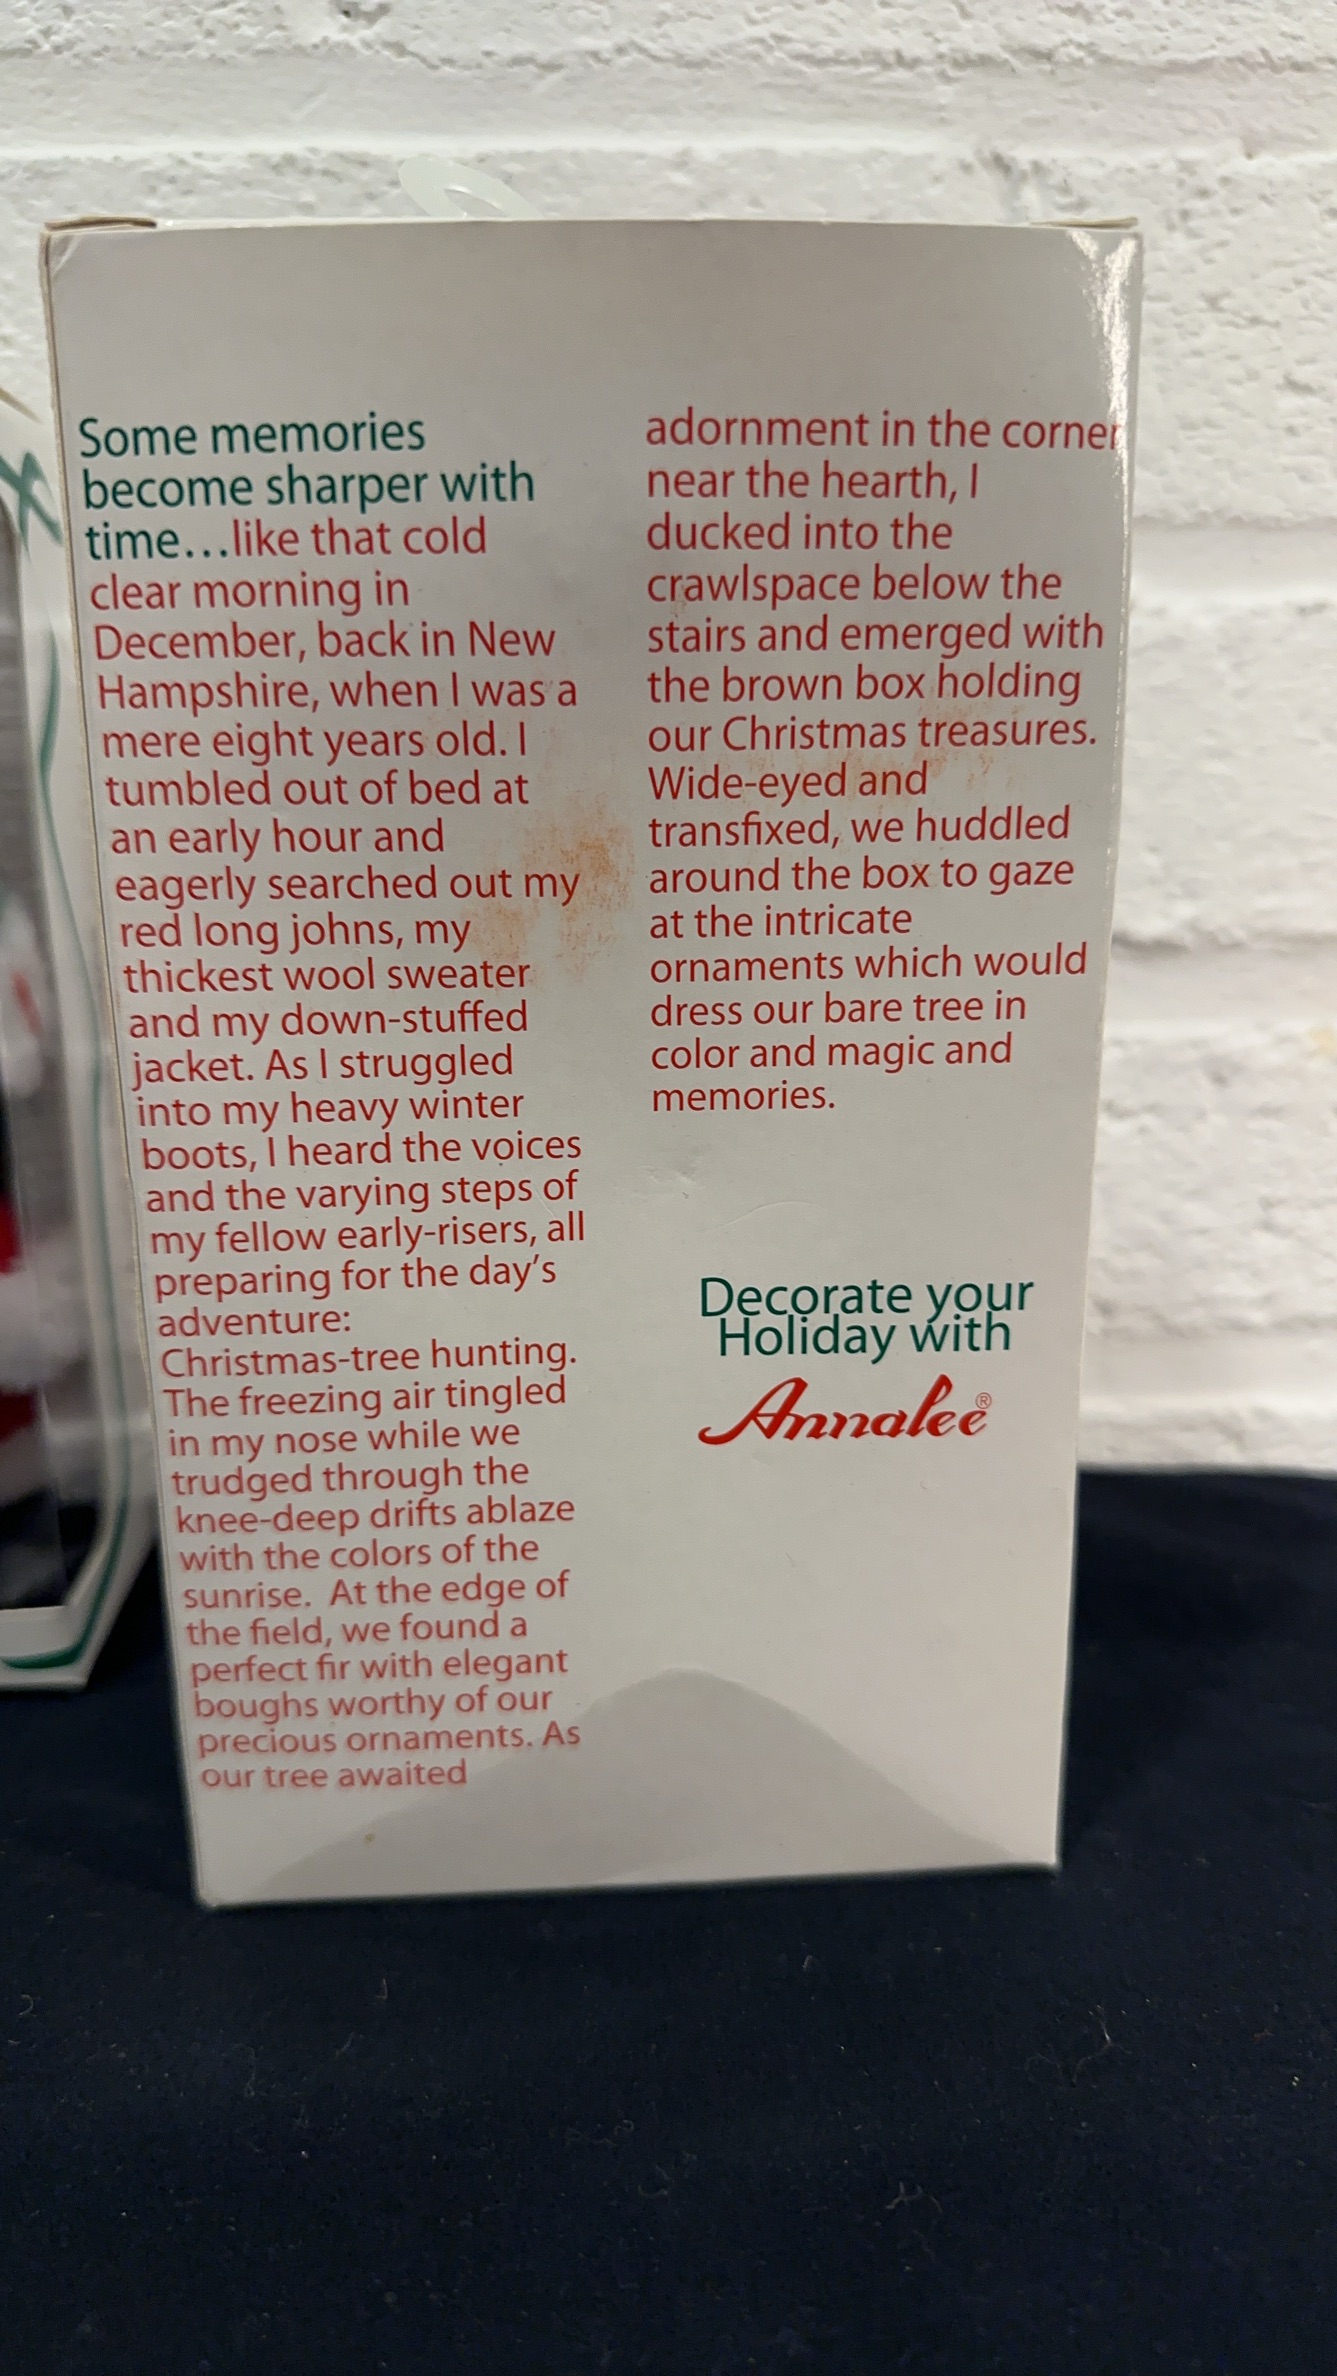 Some memories
become sharper with
time...like that cold
clear morning in
December, back in New
Hampshire, when I was a
mere eight years old. I
tumbled out of bed at
an early hour and
eagerly searched out my
red long johns, my
thickest wool sweater
and my down-stuffed
jacket. As I struggled
into my heavy winter
boots, I heard the voices
and the varying steps of
my fellow early-risers, all
preparing for the day's
adventure:
Christmas-tree hunting.
The freezing air tingled
in my nose while we
trudged through the
knee-deep drifts ablaze
with the colors of the
sunrise.  At the edge of
the field, we found a
perfect fir with elegant
boughs worthy of our
precious ornaments. As
our tree awaited
adornment in the corner
near the hearth, I
ducked into the
crawlspace below the
stairs and emerged with
the brown box holding
our Christmas treasures.
Wide-eyed and
transfixed, we huddled
around the box to gaze
at the intricate
ornaments which would
dress our bare tree in
color and magic and
memories.
Decorate your
Holiday with
Annalee®